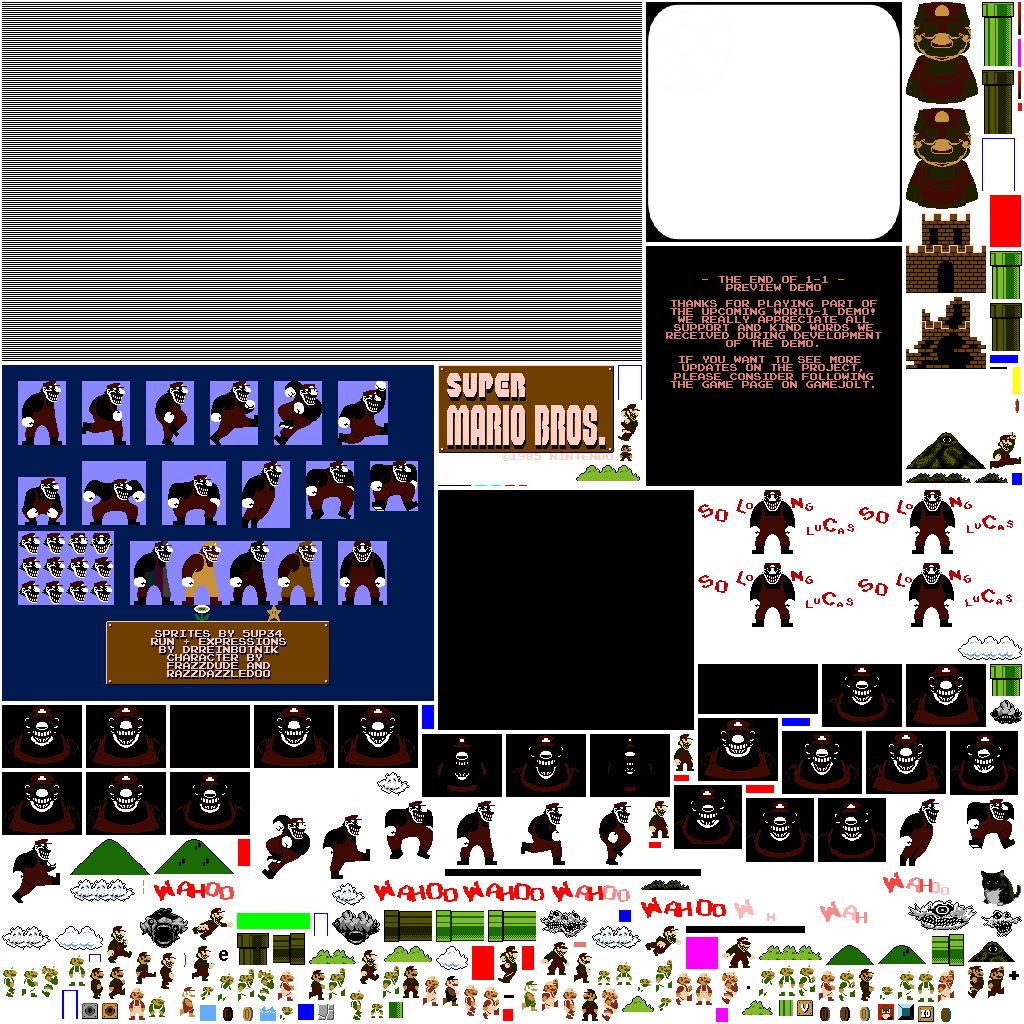 - THE END OF 1-1 -
PREVIEW DEMO
THANKS FOR PLAYING PART OF
THE UPCOMING WORLD-1 DEMO!
WE REALLY APPRECIATE ALL
SUPPORT AND KIND WORDS WE
RECEIVED DURING DEVELOPMENT
OF THE DEMO.
IF YOU WANT TO SEE MORE
UPDATES ON THE PROJECT,
PLEASE CONSIDER FOLLOWING
THE GAME PAGE ON GAMEJOLT.
SUPER
MARIO BROS.
©1985 NINTENDO
SO LONG LUCAS
SO LONG LUCAS
SO LONG LUCAS
SO LONG LUCAS
SPRITES BY 5UP34
RUN + EXPRESSIONS
BY DRREINBOTNIK
CHARACTER BY
FRAZZDUDE AND
RAZZDAZZLEDOO
WAHOO
WAHOO
WAHOO
WAHOO
WAHOO
WAHOO
W H
WAH
e
10